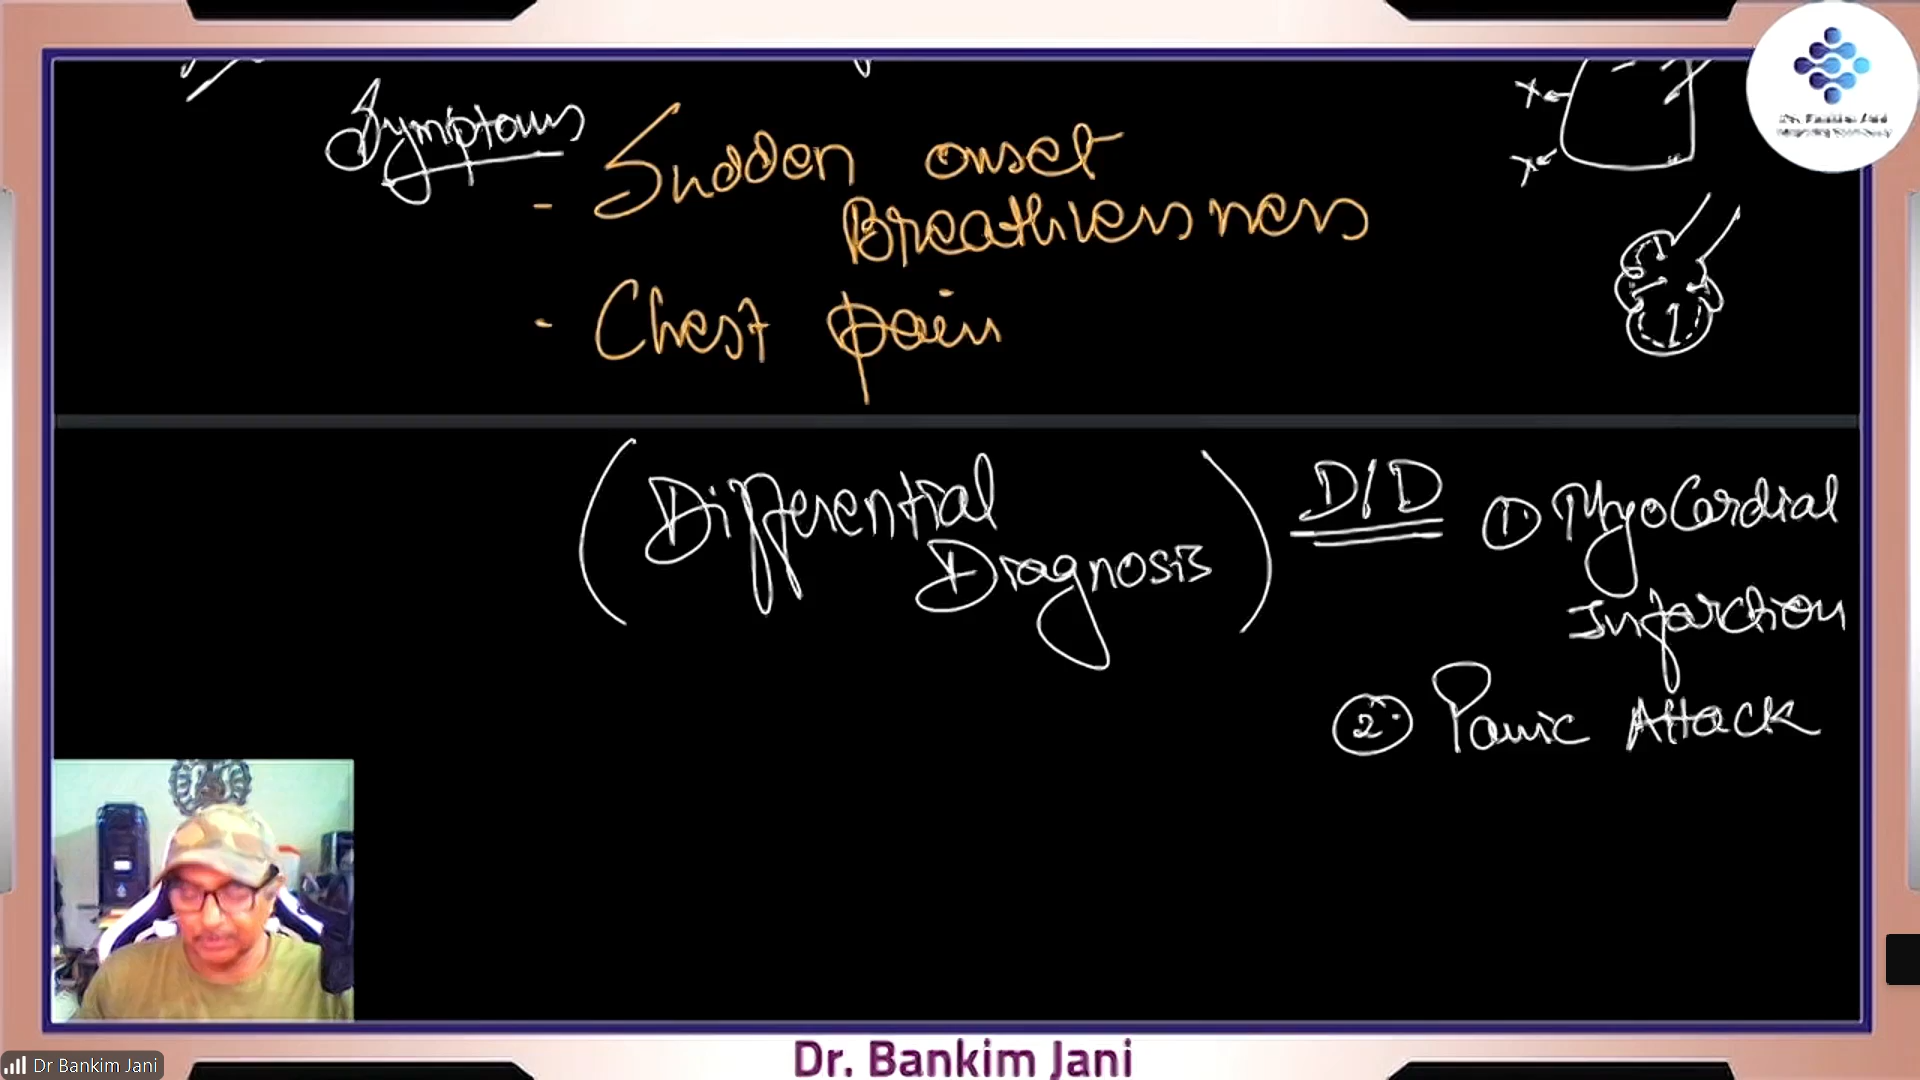 Symptoms
- Sudden onset
Breathlessness
- Chest pain
(Differential
Diagnosis)
D/D
① Myocardial
Infarction
② Panic Attack
Dr Bankim Jani
Dr. Bankim Jani